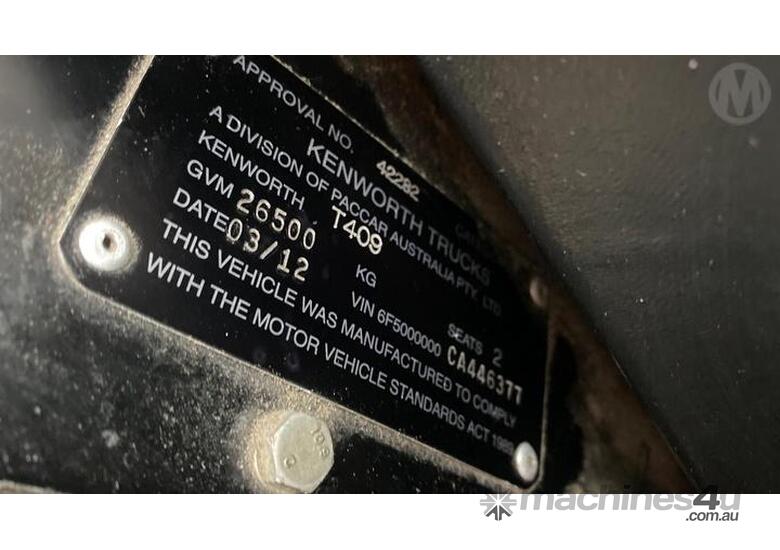 APPROVAL NO. 42282
KENWORTH TRUCKS
A DIVISION OF PACCAR AUSTRALIA PTY. LTD
KENWORTH T409 SEATS 2
GVM 26500 KG VIN 6F5000000 CA446377
DATE 03/12
THIS VEHICLE WAS MANUFACTURED TO COMPLY
WITH THE MOTOR VEHICLE STANDARDS ACT 1989
10.9
M
machines4u
.com.au